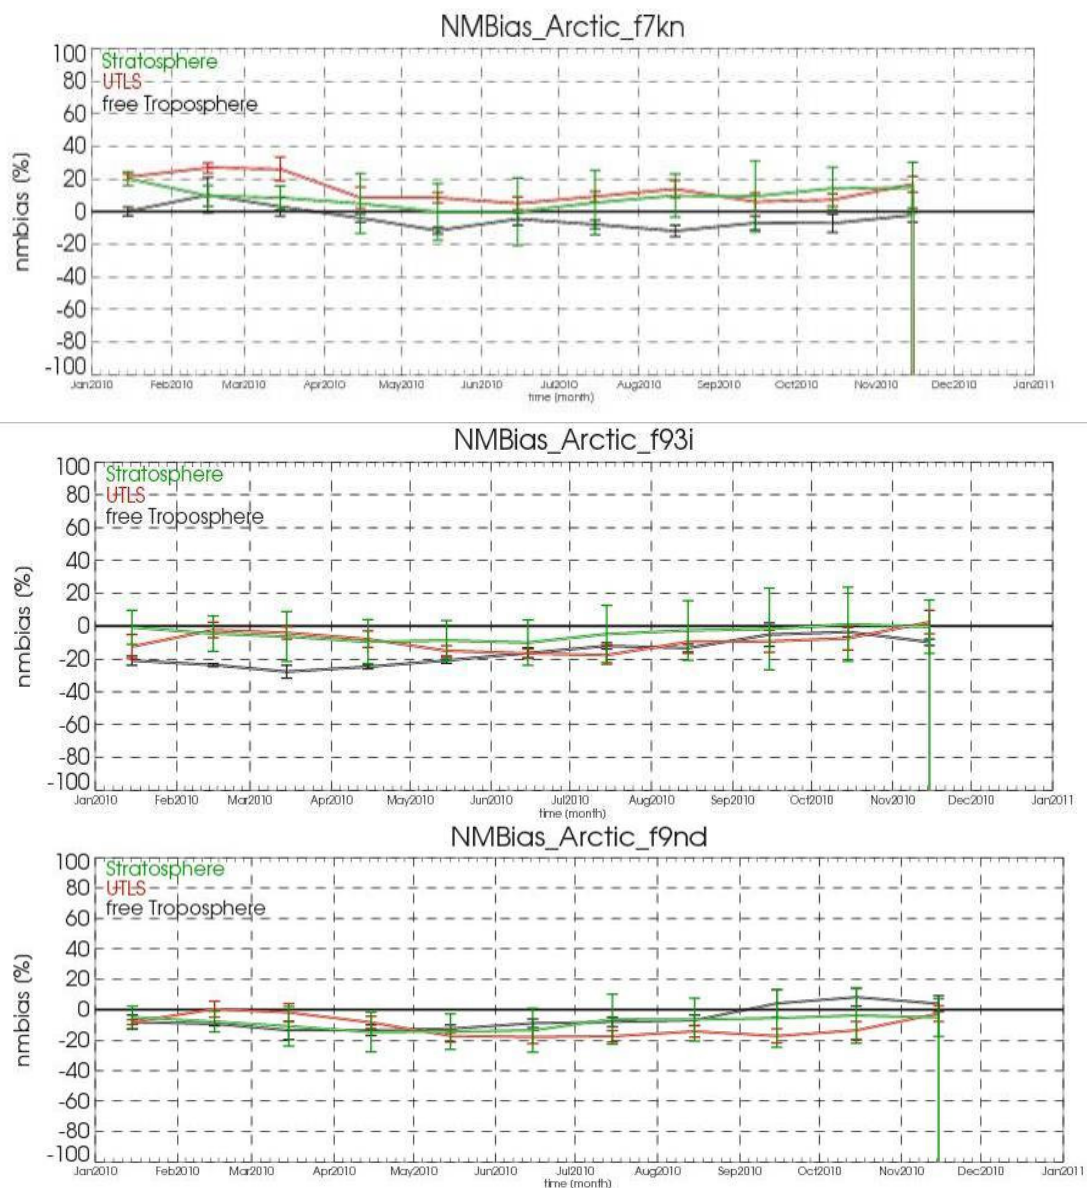 NMBias_Arctic_f7kn
100
Stratosphere
80
UTLS
60
free Troposphere
40
20
0
-20
-40
-60
-80
-100
nmbias (%)
Jan2010 Feb2010 Mar2010 Apr2010 May2010 Jun2010 Jul2010 Aug2010 Sep2010 Oct2010 Nov2010 Dec2010 Jan2011
time (month)
NMBias_Arctic_f93i
100
Stratosphere
80
UTLS
60
free Troposphere
40
20
0
-20
-40
-60
-80
-100
nmbias (%)
Jan2010 Feb2010 Mar2010 Apr2010 May2010 Jun2010 Jul2010 Aug2010 Sep2010 Oct2010 Nov2010 Dec2010 Jan2011
time (month)
NMBias_Arctic_f9nd
100
Stratosphere
80
UTLS
60
free Troposphere
40
20
0
-20
-40
-60
-80
-100
nmbias (%)
Jan2010 Feb2010 Mar2010 Apr2010 May2010 Jun2010 Jul2010 Aug2010 Sep2010 Oct2010 Nov2010 Dec2010 Jan2011
time (month)